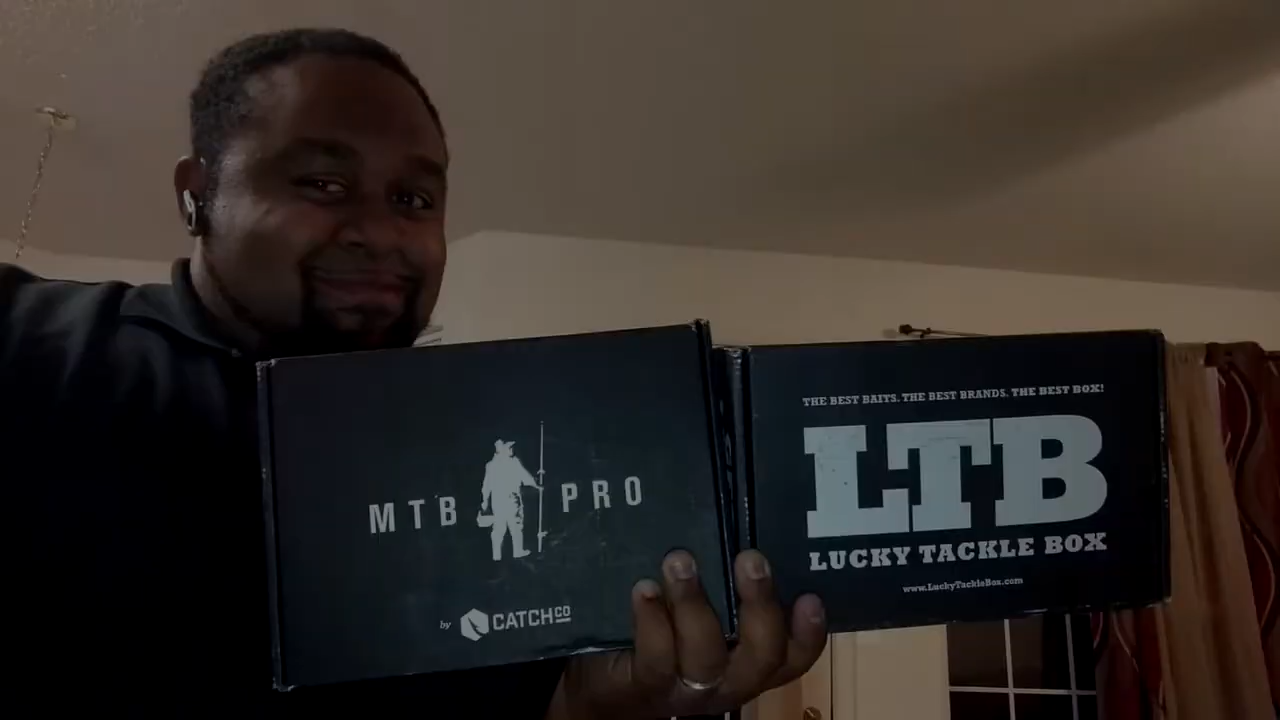 MTB PRO
by CATCHCO
THE BEST BAITS. THE BEST BRANDS. THE BEST BOX!
LTB
LUCKY TACKLE BOX
www.LuckyTackleBox.com